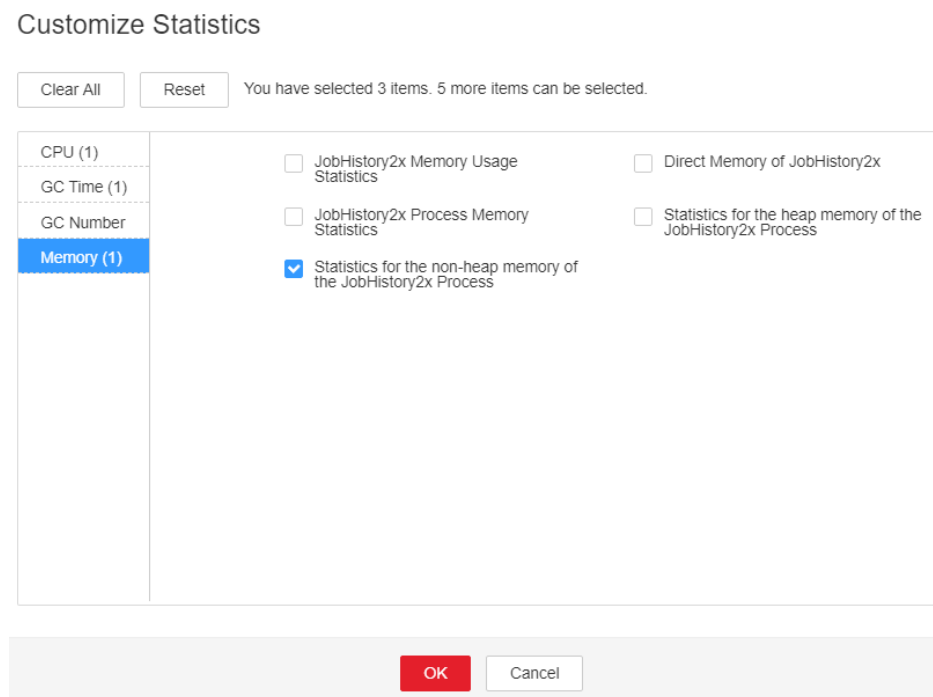 Customize Statistics
Clear All
Reset
You have selected 3 items. 5 more items can be selected.
CPU (1)
GC Time (1)
GC Number
Memory (1)
JobHistory2x Memory Usage
Statistics
Direct Memory of JobHistory2x
JobHistory2x Process Memory
Statistics
Statistics for the heap memory of the
JobHistory2x Process
Statistics for the non-heap memory of
the JobHistory2x Process
OK
Cancel